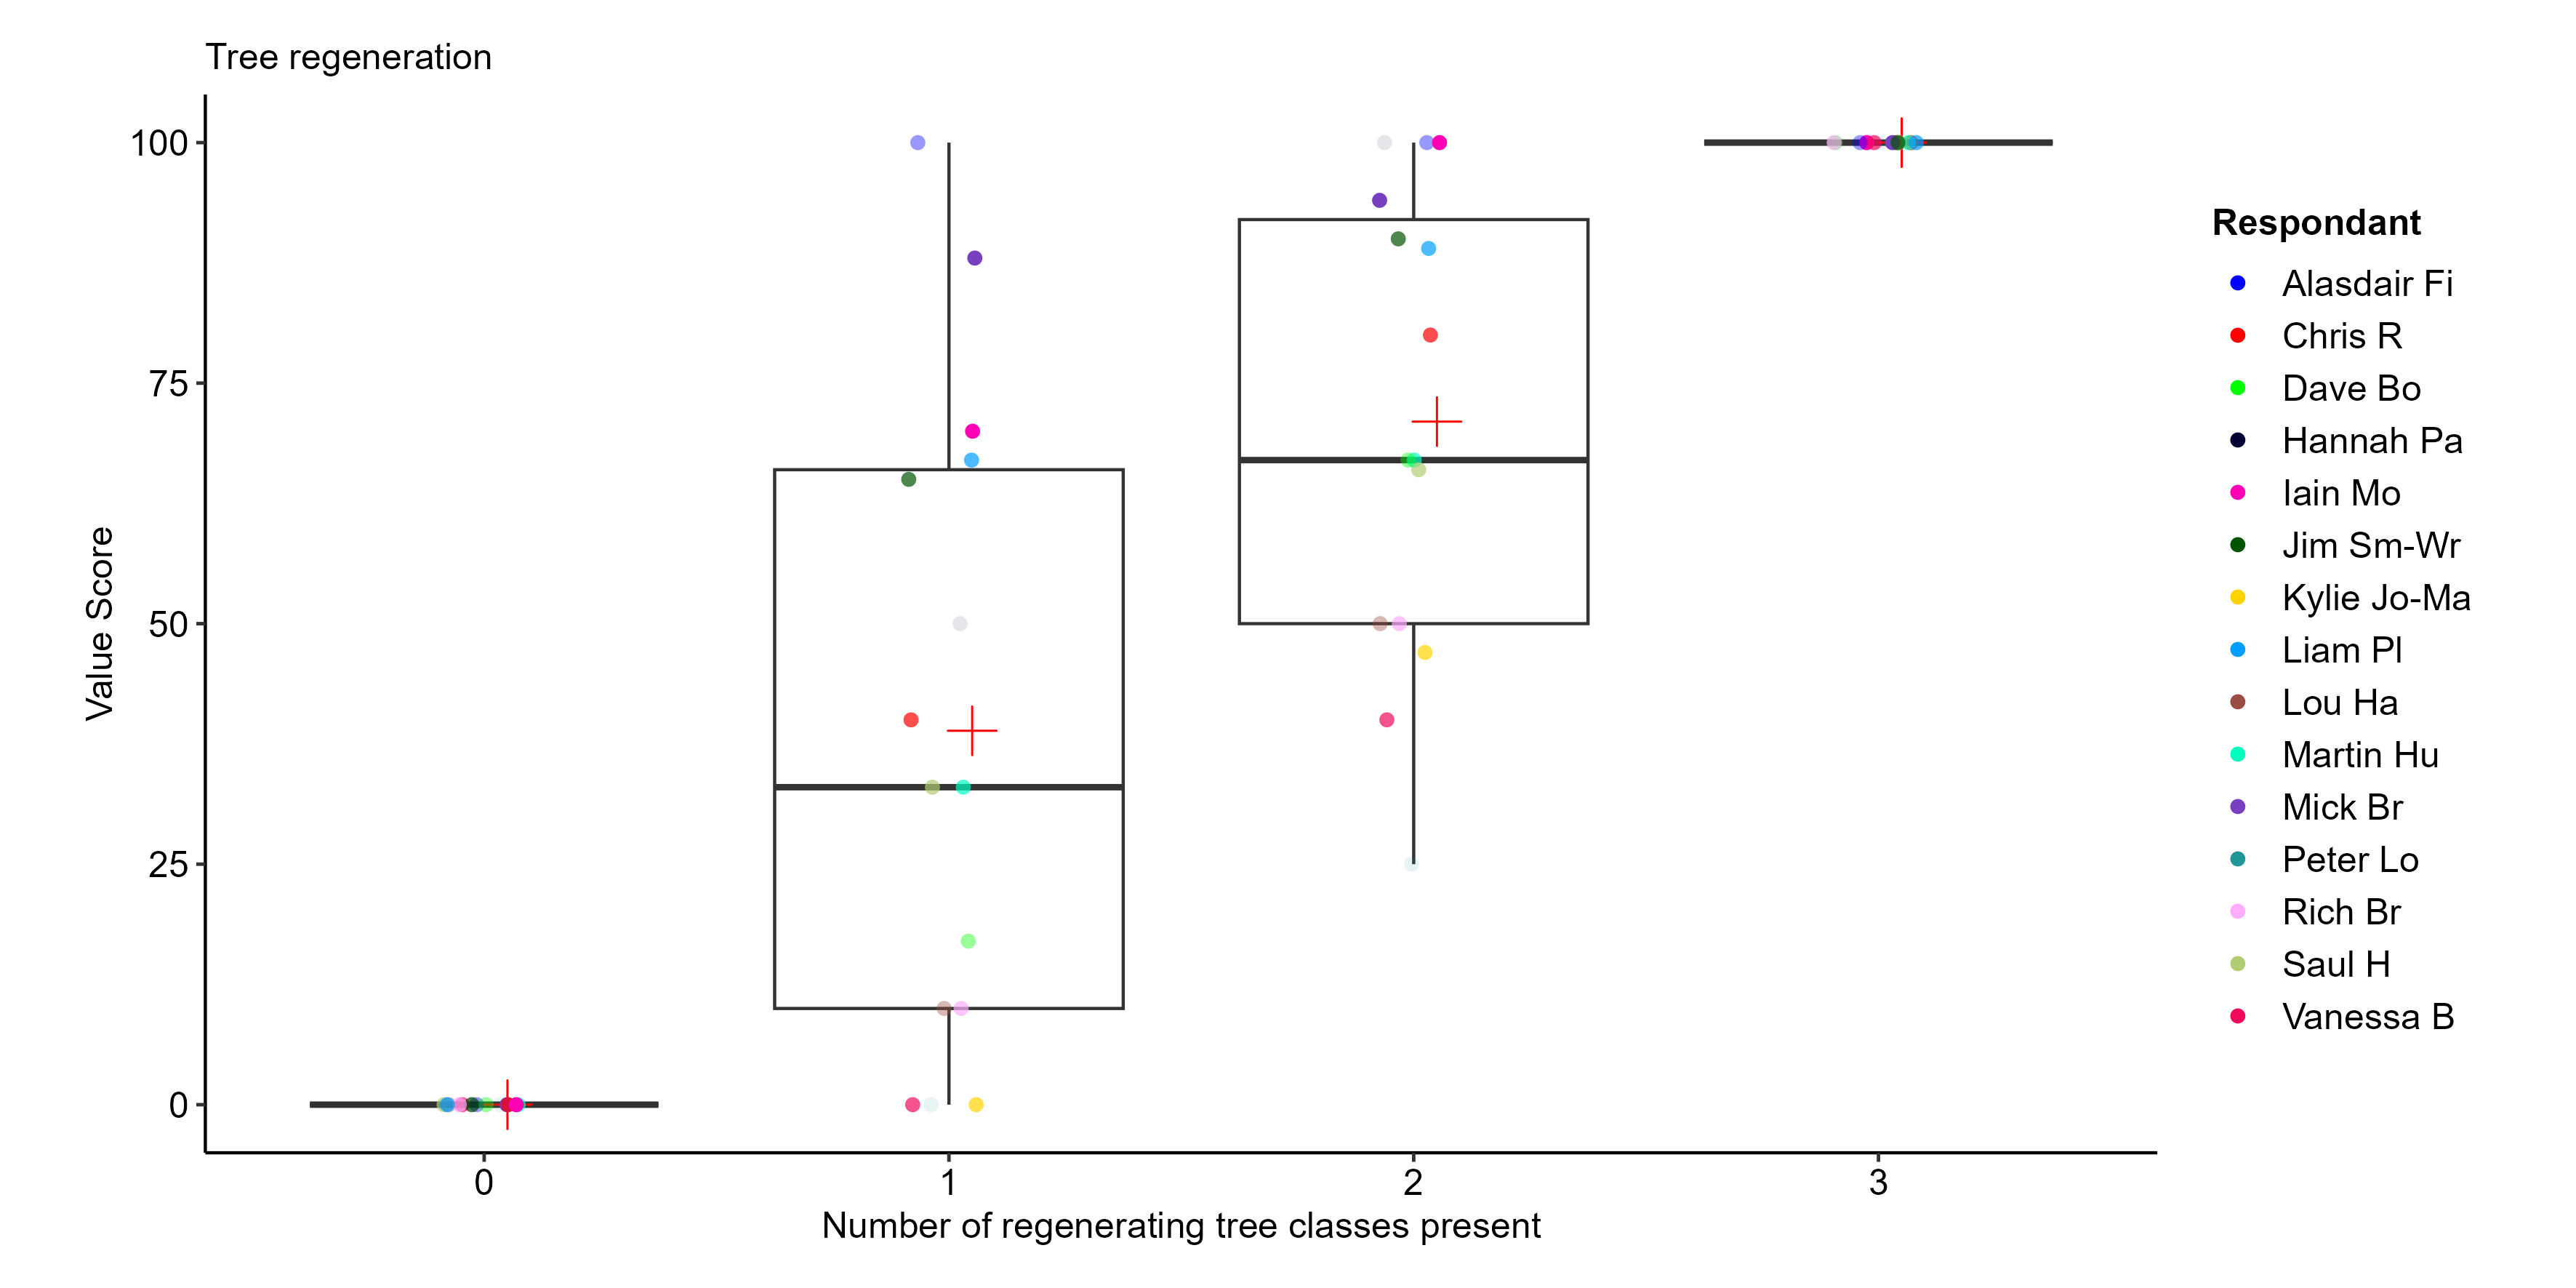 Tree regeneration
100
75
50
25
0
Value Score
0 1 2 3
Number of regenerating tree classes present
Respondant
Alasdair Fi
Chris R
Dave Bo
Hannah Pa
Iain Mo
Jim Sm-Wr
Kylie Jo-Ma
Liam Pl
Lou Ha
Martin Hu
Mick Br
Peter Lo
Rich Br
Saul H
Vanessa B